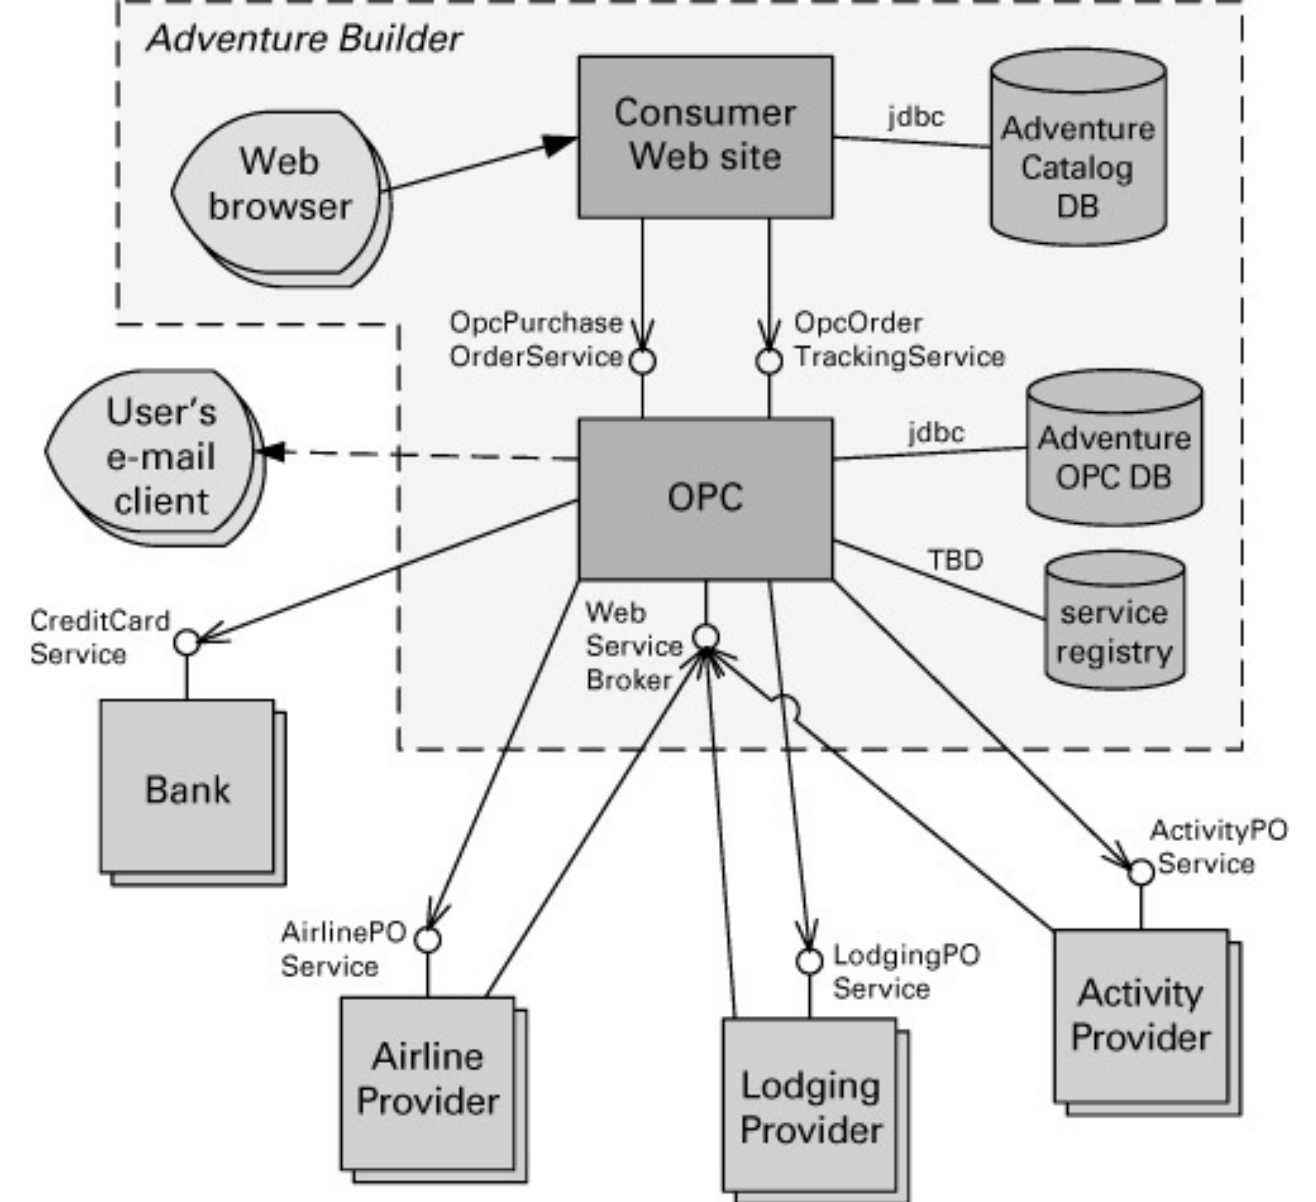 Adventure Builder
Web
browser
Consumer
Web site
jdbc
Adventure
Catalog
DB
OpcPurchase
OrderService
OpcOrder
TrackingService
User's
e-mail
client
OPC
jdbc
Adventure
OPC DB
TBD
service
registry
CreditCard
Service
Web
Service
Broker
Bank
ActivityPO
Service
AirlinePO
Service
LodgingPO
Service
Activity
Provider
Airline
Provider
Lodging
Provider